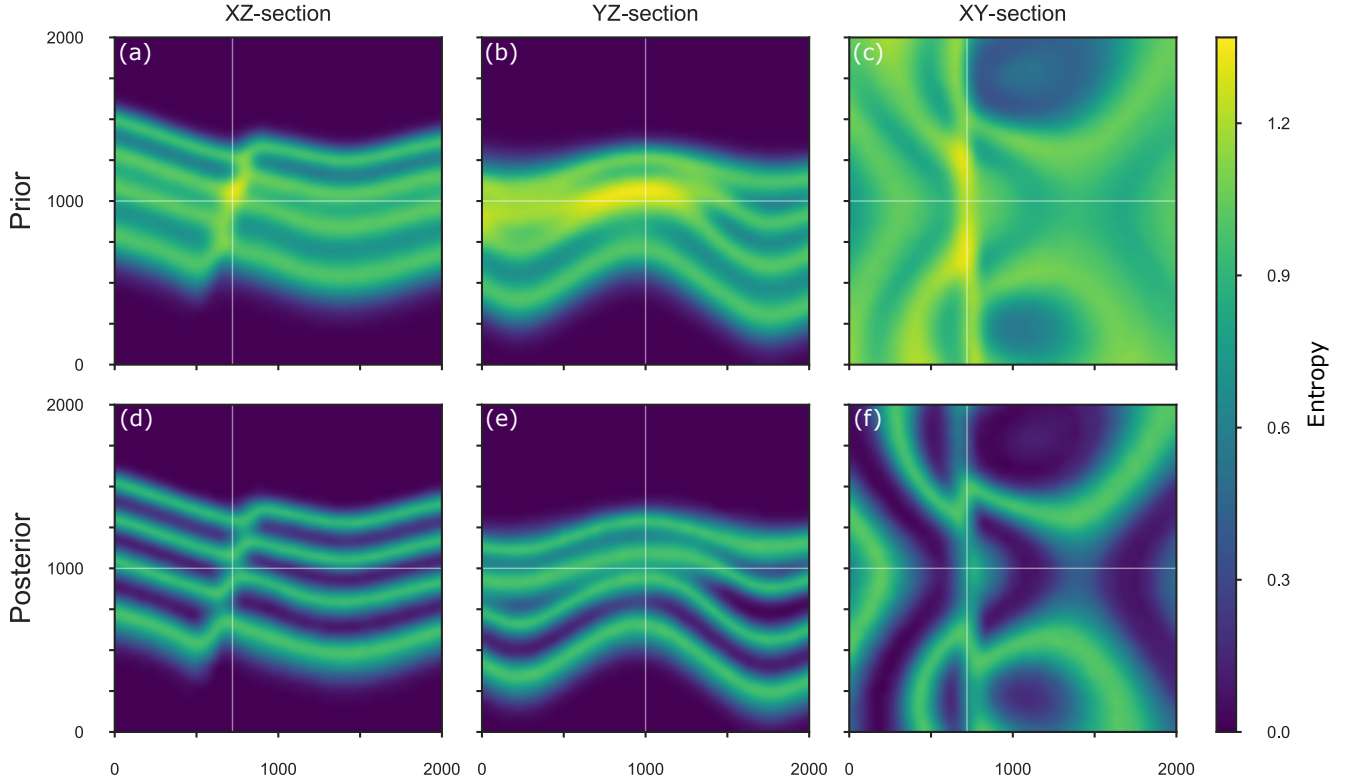 XZ-section YZ-section XY-section
2000 (a) (b) (c)
1.2
Prior 1000
0.9
0
Entropy
2000 (d) (e) (f)
0.6
Posterior 1000
0.3
0 0.0
0 1000 2000 0 1000 2000 0 1000 2000